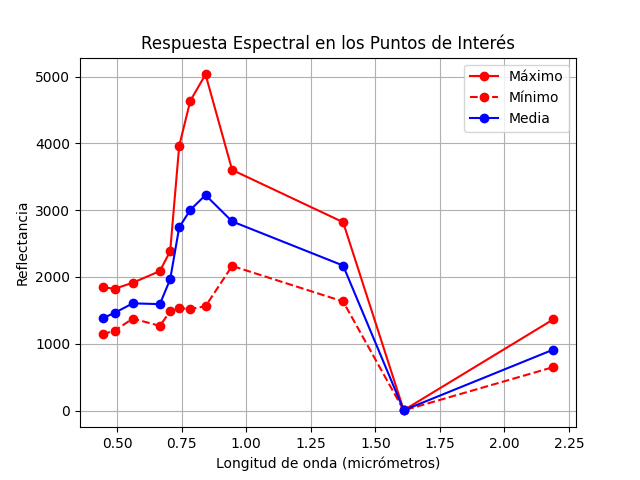 Respuesta Espectral en los Puntos de Interés
Máximo
Mínimo
Media
Reflectancia
5000
4000
3000
2000
1000
0
0.50 0.75 1.00 1.25 1.50 1.75 2.00 2.25
Longitud de onda (micrómetros)